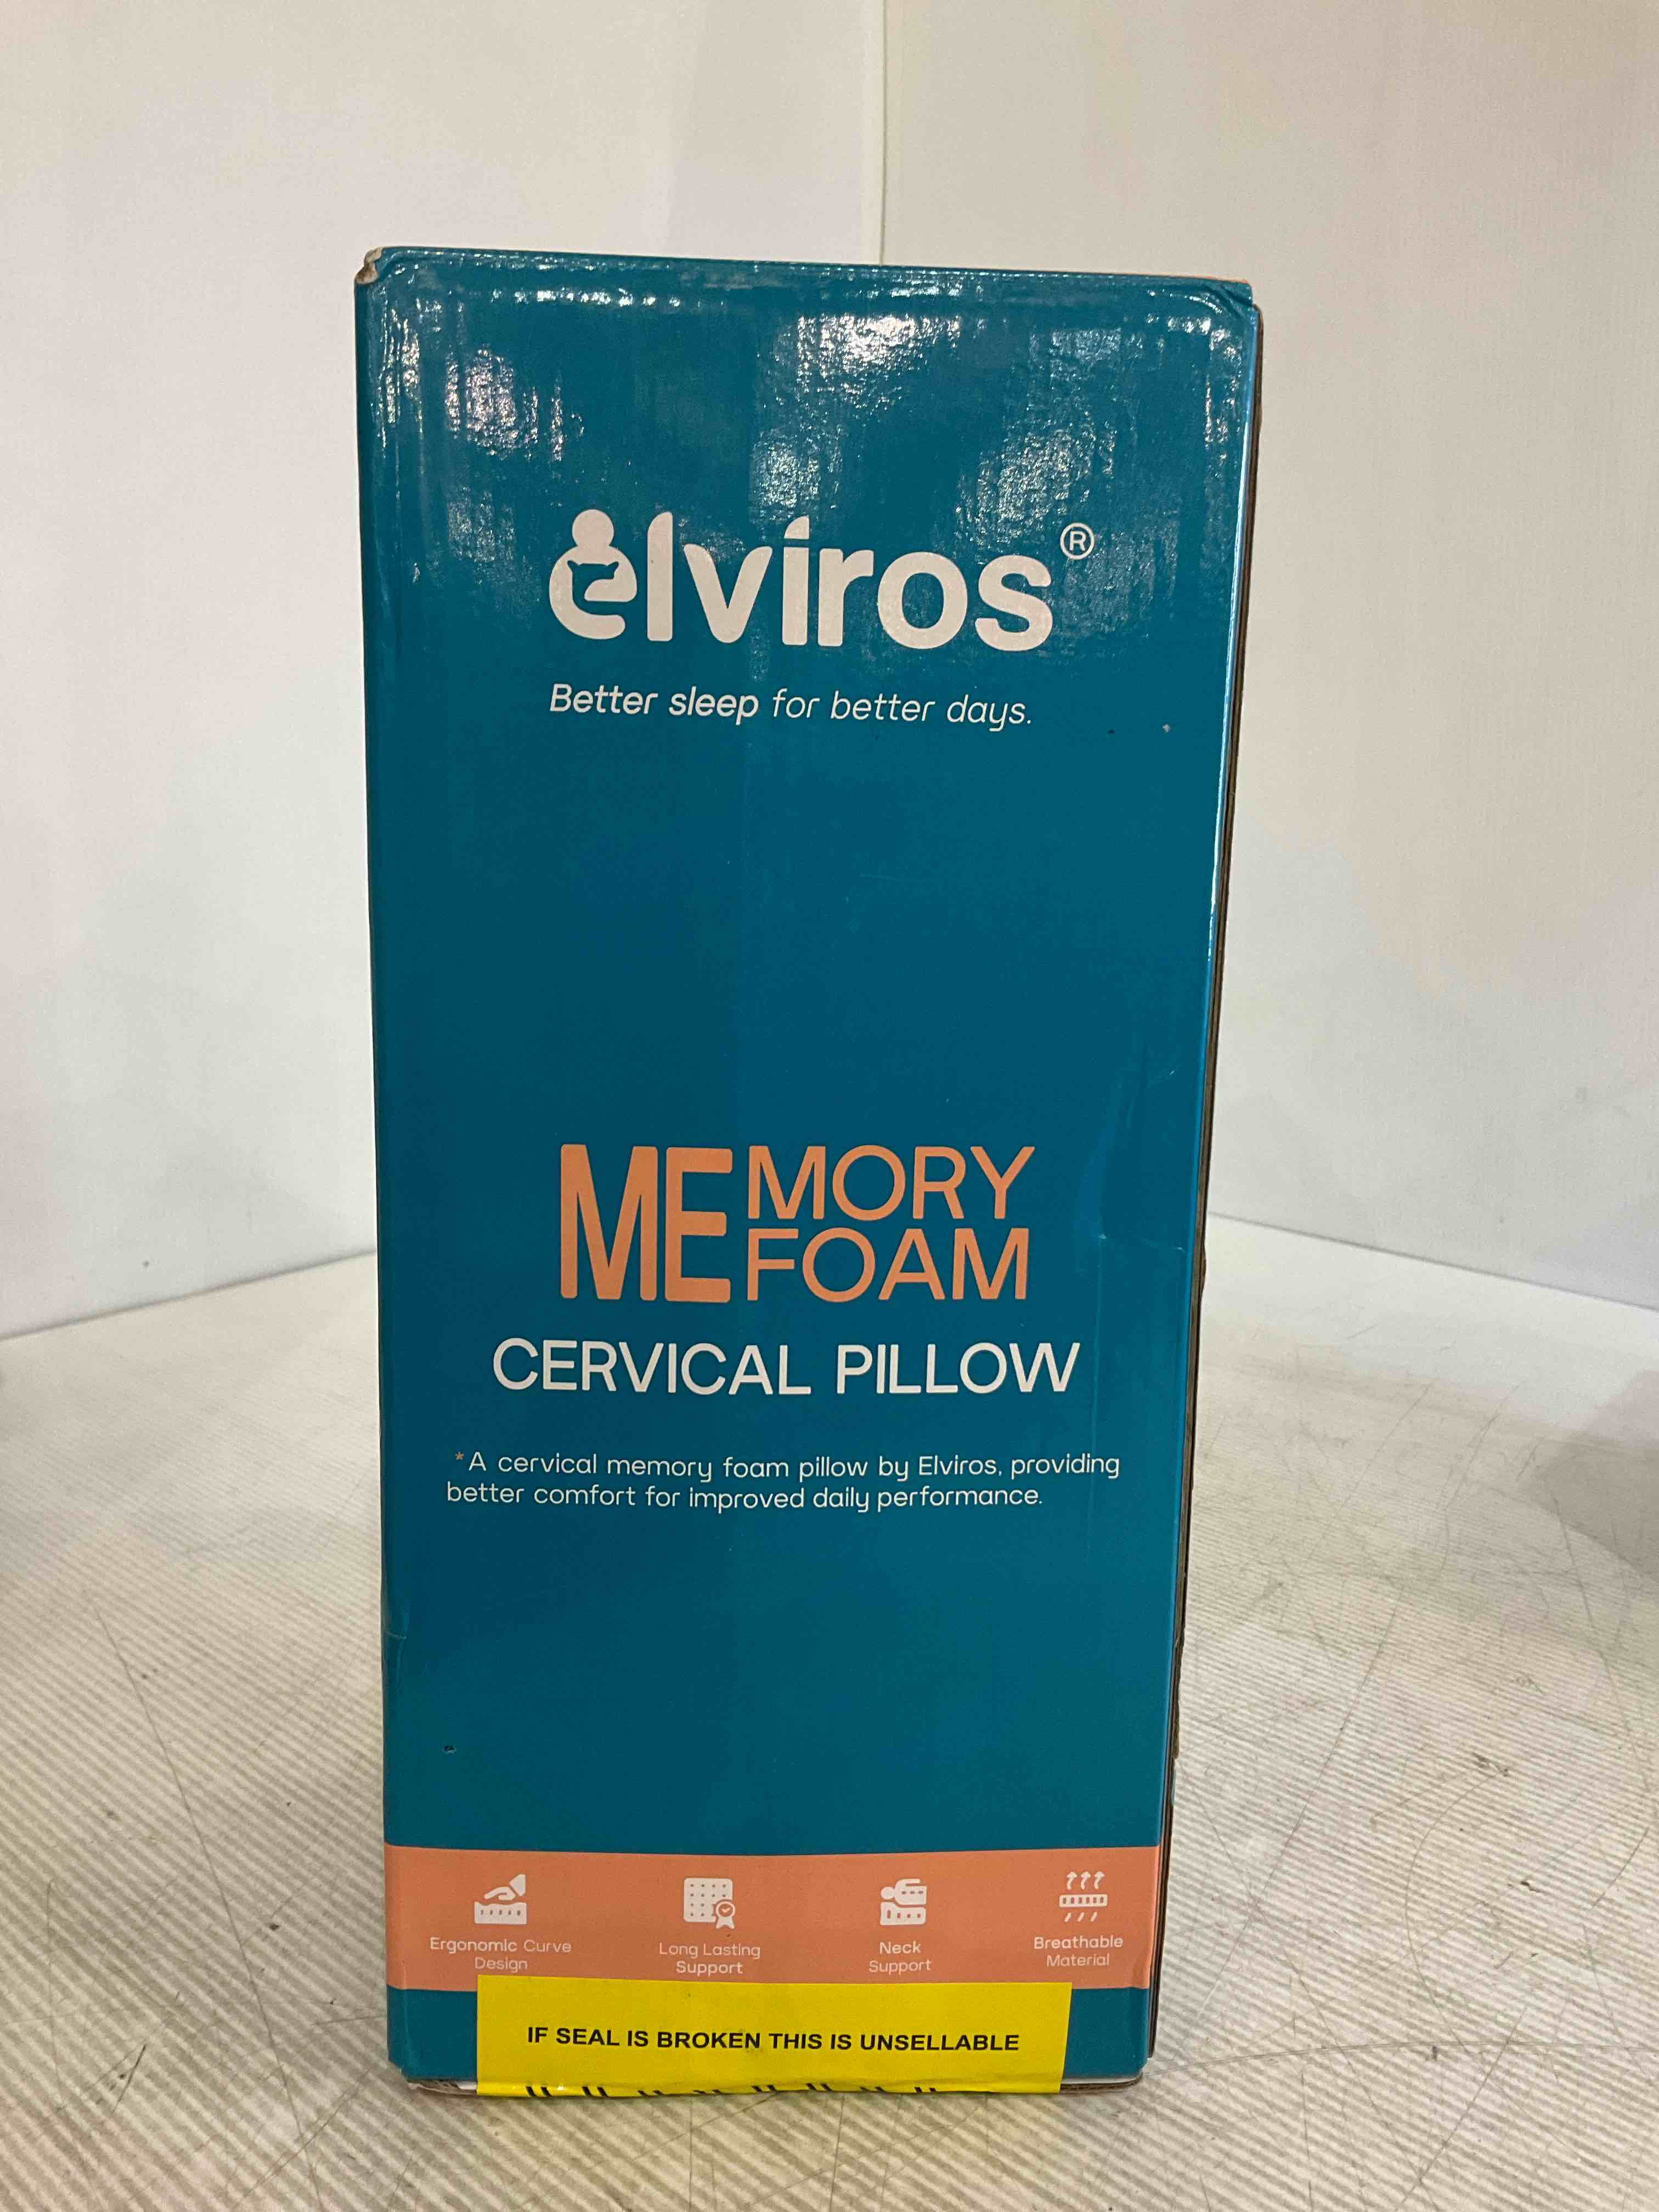 elviros®
Better sleep for better days.
MEMORY
FOAM
CERVICAL PILLOW
*A cervical memory foam pillow by Elviros, providing
better comfort for improved daily performance.
Ergonomic Curve
Design
Long Lasting
Support
Neck
Support
Breathable
Material
IF SEAL IS BROKEN THIS IS UNSELLABLE